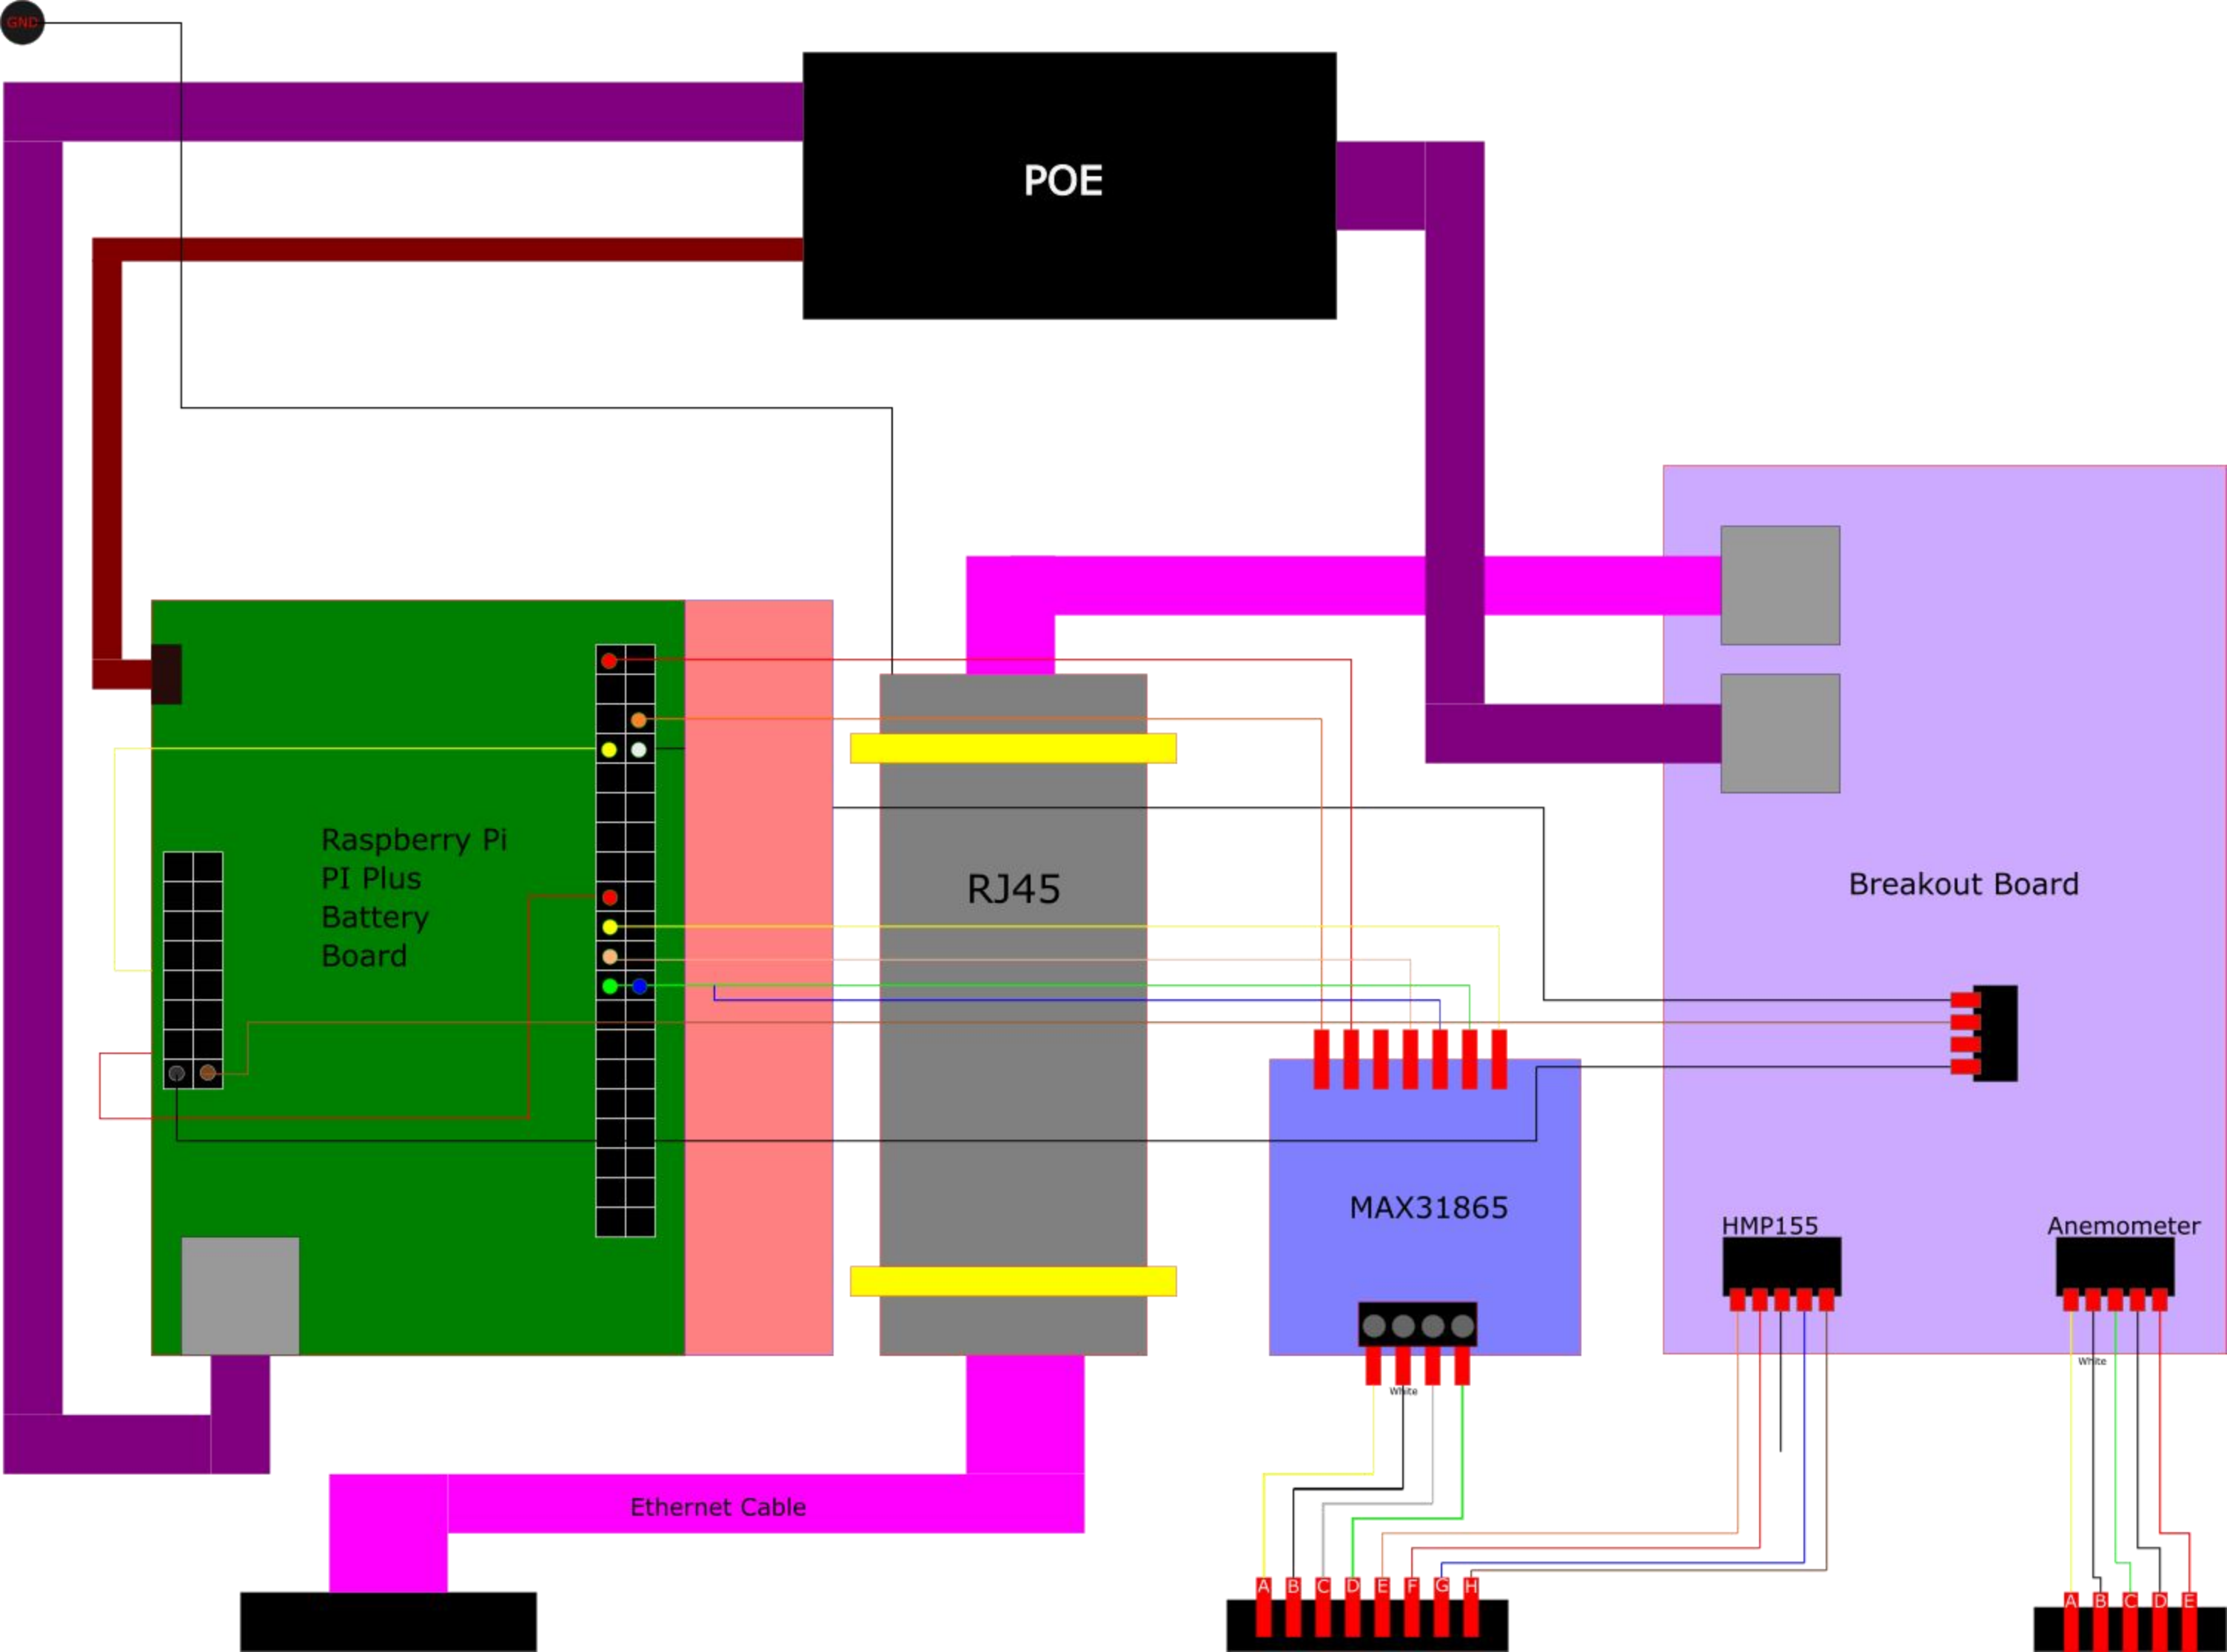 GND
POE
Raspberry Pi
PI Plus
Battery
Board
RJ45
Breakout Board
MAX31865
HMP155
Anemometer
White
White
Ethernet Cable
A B C D E F G H
A B C D E